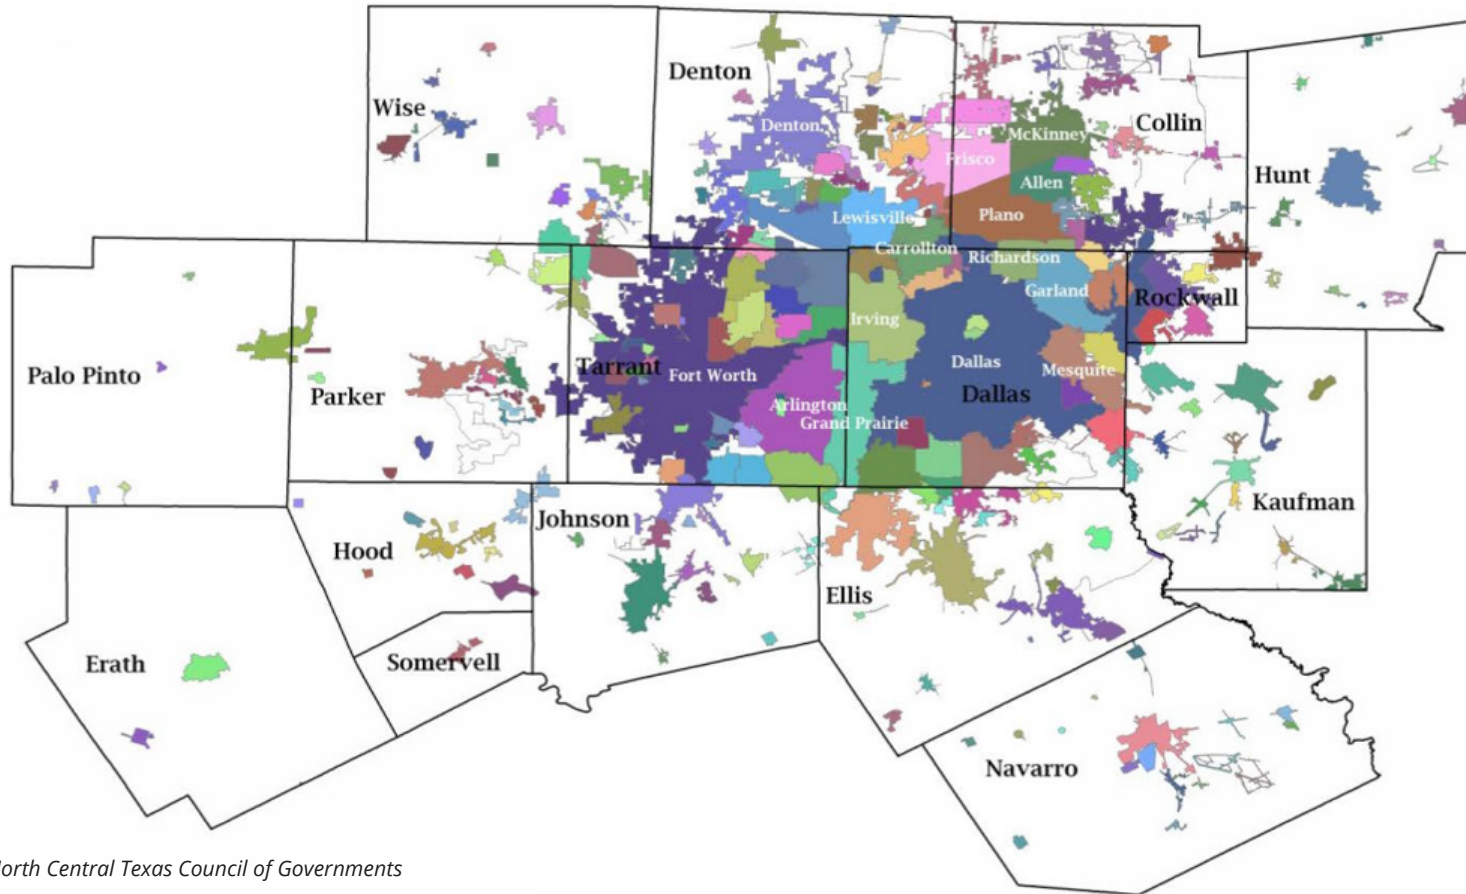 Denton
Wise
Denton
McKinney
Collin
Frisco
Allen
Hunt
Lewisville
Plano
Carrollton
Richardson
Garland
Rockwall
Irving
Palo Pinto
Parker
Tarrant
Fort Worth
Dallas
Mesquite
Dallas
Arlington
Grand Prairie
Kaufman
Johnson
Hood
Ellis
Erath
Somervell
Navarro
North Central Texas Council of Governments